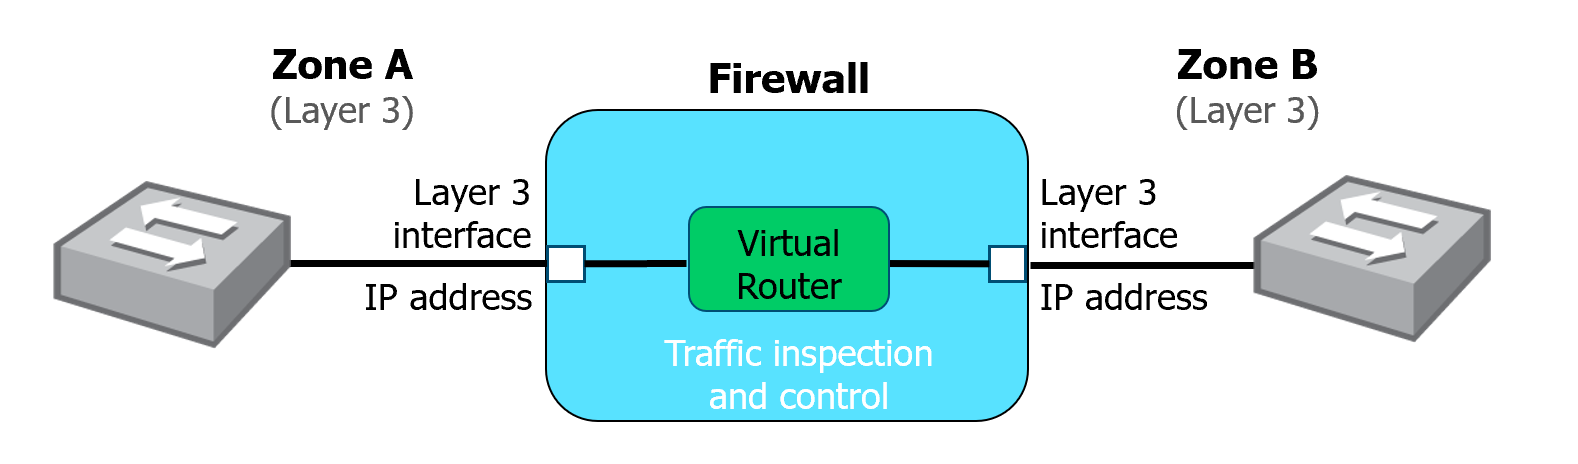 Zone A
(Layer 3)
Firewall
Zone B
(Layer 3)
Layer 3
interface
IP address
Virtual
Router
Traffic inspection
and control
Layer 3
interface
IP address